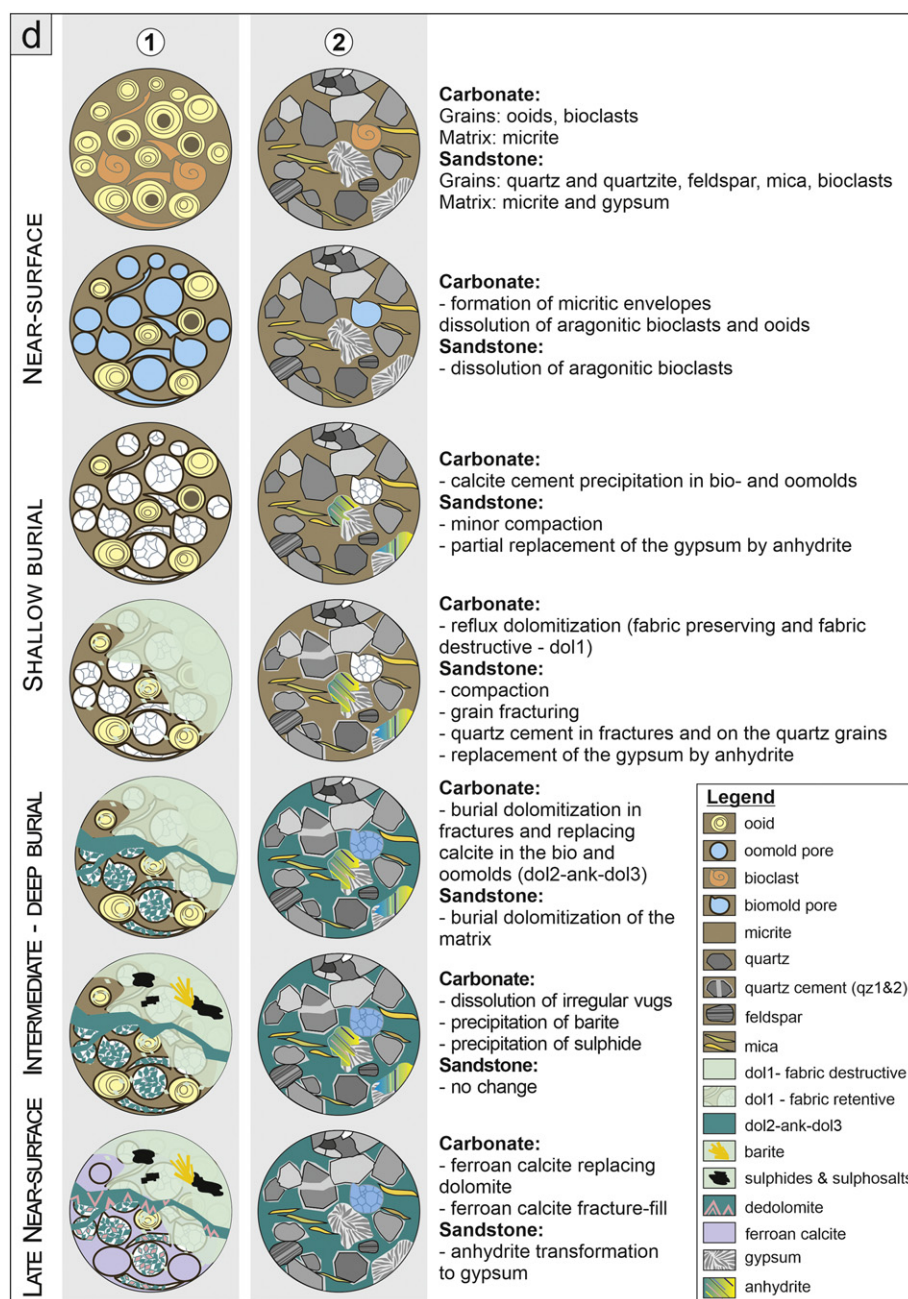 d
1
2
NEAR-SURFACE
Carbonate:
Grains: ooids, bioclasts
Matrix: micrite
Sandstone:
Grains: quartz and quartzite, feldspar, mica, bioclasts
Matrix: micrite and gypsum
Carbonate:
- formation of micritic envelopes
dissolution of aragonitic bioclasts and ooids
Sandstone:
- dissolution of aragonitic bioclasts
SHALLOW BURIAL
Carbonate:
- calcite cement precipitation in bio- and oomolds
Sandstone:
- minor compaction
- partial replacement of the gypsum by anhydrite
Carbonate:
- reflux dolomitization (fabric preserving and fabric
destructive - dol1)
Sandstone:
- compaction
- grain fracturing
- quartz cement in fractures and on the quartz grains
- replacement of the gypsum by anhydrite
INTERMEDIATE - DEEP BURIAL
Carbonate:
- burial dolomitization in
fractures and replacing
calcite in the bio and
oomolds (dol2-ank-dol3)
Sandstone:
- burial dolomitization of the
matrix
Carbonate:
- dissolution of irregular vugs
- precipitation of barite
- precipitation of sulphide
Sandstone:
- no change
LATE NEAR-SURFACE
Carbonate:
- ferroan calcite replacing
dolomite
- ferroan calcite fracture-fill
Sandstone:
- anhydrite transformation
to gypsum
Legend
ooid
oomold pore
bioclast
biomold pore
micrite
quartz
quartz cement (qz1&2)
feldspar
mica
dol1- fabric destructive
dol1 - fabric retentive
dol2-ank-dol3
barite
sulphides & sulphosalts
dedolomite
ferroan calcite
gypsum
anhydrite